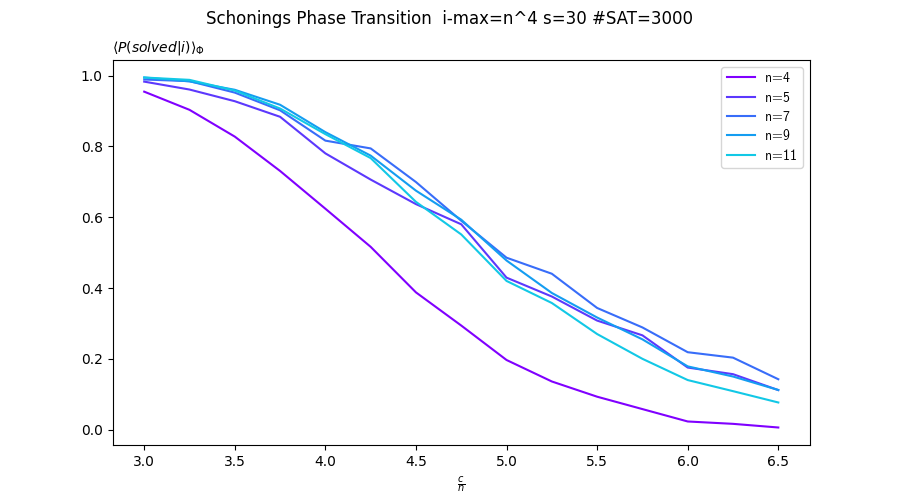 Schonings Phase Transition  i-max=n^4 s=30 #SAT=3000
⟨P(solved|i)⟩Φ
1.0
0.8
0.6
0.4
0.2
0.0
n=4
n=5
n=7
n=9
n=11
3.0 3.5 4.0 4.5 5.0 5.5 6.0 6.5
c/n